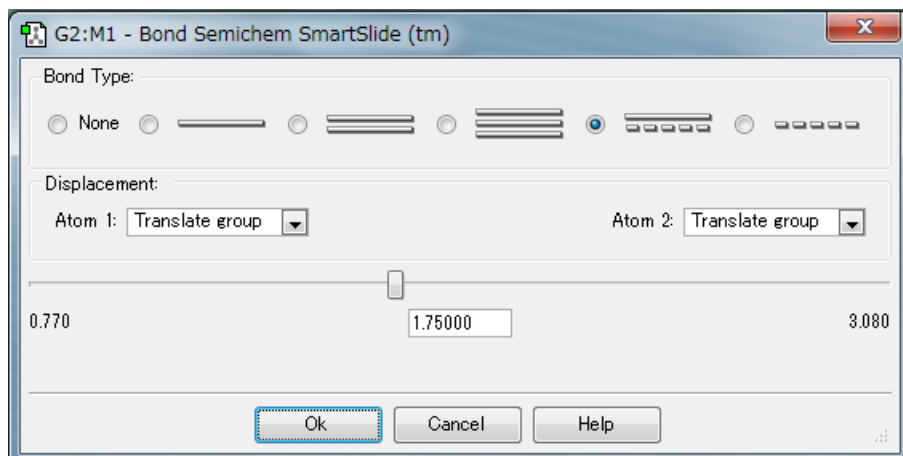 G2:M1 - Bond Semichem SmartSlide (tm)
Bond Type:
None
Displacement:
Atom 1: Translate group
Atom 2: Translate group
0.770
1.75000
3.080
Ok
Cancel
Help